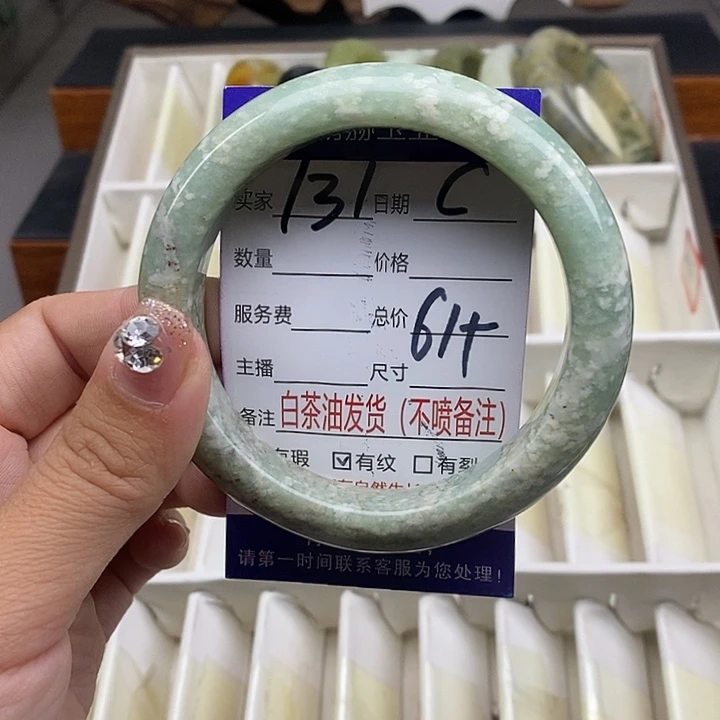 买家 131 日期 C
数量 价格
服务费 总价 61+
主播 尺寸
备注 白茶油发货(不喷备注)
瑕 ☑有纹 □有裂
请第一时间联系客服为您处理!